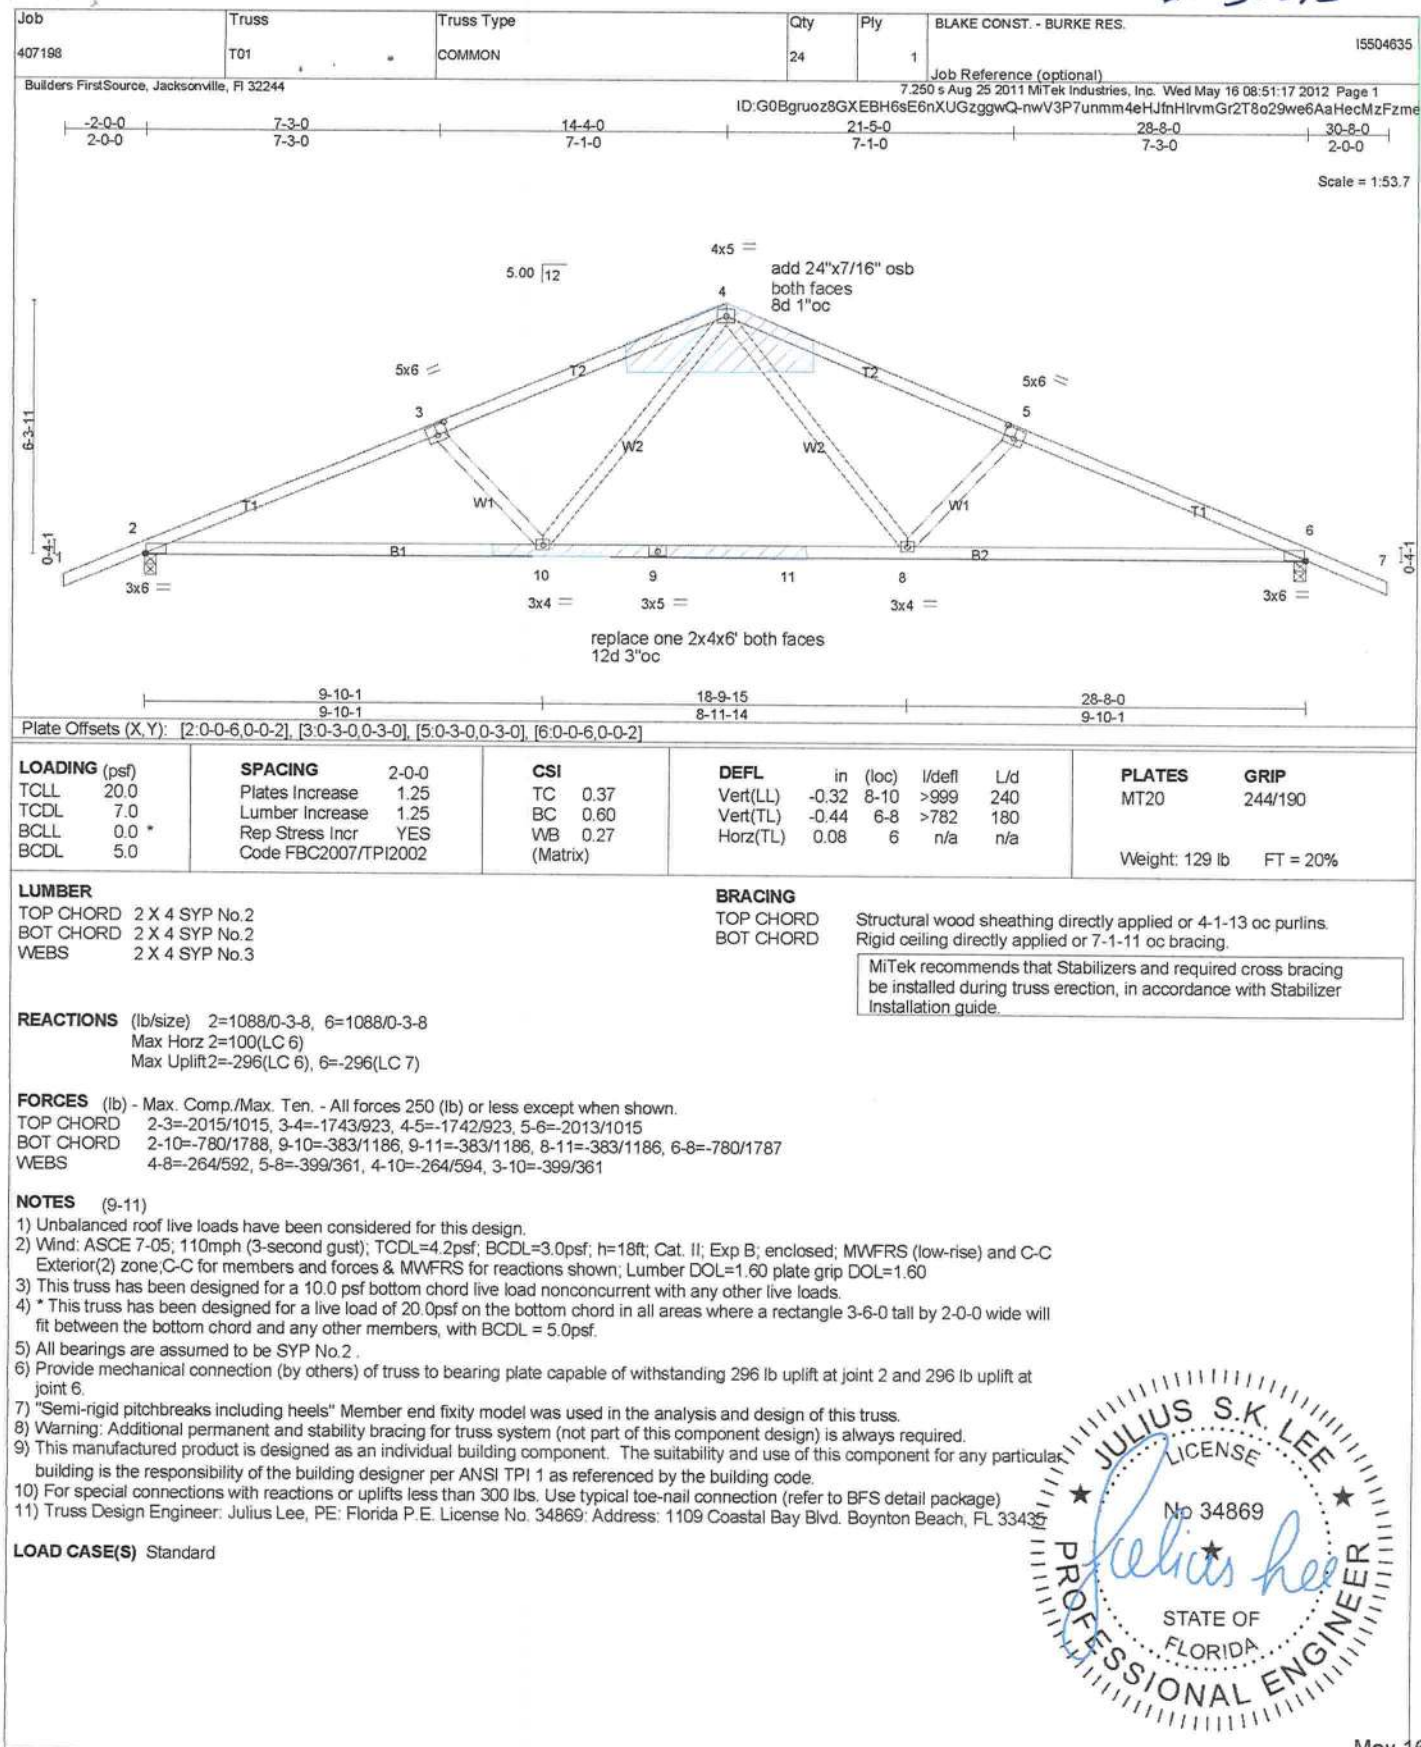 Job Truss Truss Type Qty Ply BLAKE CONST. - BURKE RES.
I5504635
407198 T01 COMMON 24 1
Job Reference (optional)
Builders FirstSource, Jacksonville, Fl 32244 7.250 s Aug 25 2011 MiTek Industries, Inc. Wed May 16 08:51:17 2012 Page 1
ID:G0Bgruoz8GXEBH6sE6nXUGzggwQ-nwV3P7unmm4eHJfnHIrvmGr2T8o29we6AaHecMzFzme
-2-0-0 7-3-0 14-4-0 21-5-0 28-8-0 30-8-0
2-0-0 7-3-0 7-1-0 7-1-0 7-3-0 2-0-0
Scale = 1:53.7
4x5 =
5.00 12
add 24"x7/16" osb
both faces
8d 1"oc
4
5x6 =
T2
T2
5x6 =
3
5
6-3-11
W2
W2
W1
W1
T1
T1
2
6
0-4-1
1
B1
B2
7
0-4-1
10 9 11 8
3x6 =
3x4 = 3x5 = 3x4 =
3x6 =
replace one 2x4x6' both faces
12d 3"oc
9-10-1 18-9-15 28-8-0
9-10-1 8-11-14 9-10-1
Plate Offsets (X,Y): [2:0-0-6,0-0-2], [3:0-3-0,0-3-0], [5:0-3-0,0-3-0], [6:0-0-6,0-0-2]
LOADING (psf) SPACING 2-0-0 CSI DEFL in (loc) l/defl L/d PLATES GRIP
TCLL 20.0 Plates Increase 1.25 TC 0.37 Vert(LL) -0.32 8-10 >999 240 MT20 244/190
TCDL 7.0 Lumber Increase 1.25 BC 0.60 Vert(TL) -0.44 6-8 >782 180
BCLL 0.0 * Rep Stress Incr YES WB 0.27 Horz(TL) 0.08 6 n/a n/a
BCDL 5.0 Code FBC2007/TPI2002 (Matrix) Weight: 129 lb FT = 20%
LUMBER
TOP CHORD 2 X 4 SYP No.2
BOT CHORD 2 X 4 SYP No.2
WEBS 2 X 4 SYP No.3
BRACING
TOP CHORD Structural wood sheathing directly applied or 4-1-13 oc purlins.
BOT CHORD Rigid ceiling directly applied or 7-1-11 oc bracing.
MiTek recommends that Stabilizers and required cross bracing
be installed during truss erection, in accordance with Stabilizer
Installation guide.
REACTIONS (lb/size) 2=1088/0-3-8, 6=1088/0-3-8
Max Horz 2=100(LC 6)
Max Uplift2=-296(LC 6), 6=-296(LC 7)
FORCES (lb) - Max. Comp./Max. Ten. - All forces 250 (lb) or less except when shown.
TOP CHORD 2-3=-2015/1015, 3-4=-1743/923, 4-5=-1742/923, 5-6=-2013/1015
BOT CHORD 2-10=-780/1788, 9-10=-383/1186, 9-11=-383/1186, 8-11=-383/1186, 6-8=-780/1787
WEBS 4-8=-264/592, 5-8=-399/361, 4-10=-264/594, 3-10=-399/361
NOTES (9-11)
1) Unbalanced roof live loads have been considered for this design.
2) Wind: ASCE 7-05; 110mph (3-second gust); TCDL=4.2psf; BCDL=3.0psf; h=18ft; Cat. II; Exp B; enclosed; MWFRS (low-rise) and C-C
Exterior(2) zone;C-C for members and forces & MWFRS for reactions shown; Lumber DOL=1.60 plate grip DOL=1.60
3) This truss has been designed for a 10.0 psf bottom chord live load nonconcurrent with any other live loads.
4) * This truss has been designed for a live load of 20.0psf on the bottom chord in all areas where a rectangle 3-6-0 tall by 2-0-0 wide will
fit between the bottom chord and any other members, with BCDL = 5.0psf.
5) All bearings are assumed to be SYP No.2 .
6) Provide mechanical connection (by others) of truss to bearing plate capable of withstanding 296 lb uplift at joint 2 and 296 lb uplift at
joint 6.
7) "Semi-rigid pitchbreaks including heels" Member end fixity model was used in the analysis and design of this truss.
8) Warning: Additional permanent and stability bracing for truss system (not part of this component design) is always required.
9) This manufactured product is designed as an individual building component. The suitability and use of this component for any particular
building is the responsibility of the building designer per ANSI TPI 1 as referenced by the building code.
10) For special connections with reactions or uplifts less than 300 lbs. Use typical toe-nail connection (refer to BFS detail package)
11) Truss Design Engineer: Julius Lee, PE: Florida P.E. License No. 34869: Address: 1109 Coastal Bay Blvd. Boynton Beach, FL 33435
LOAD CASE(S) Standard
JULIUS S.K. LEE
LICENSE
No 34869
Julius Lee
STATE OF
FLORIDA
PROFESSIONAL ENGINEER